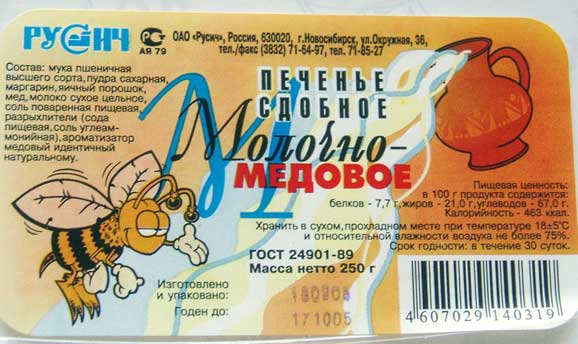 РУСИЧ
АЯ 79
ОАО «Русич», Россия, 630020, г.Новосибирск, ул.Окружная, 36,
тел./факс (3832) 71-64-97, тел. 71-85-27
Состав: мука пшеничная
высшего сорта, пудра сахарная,
маргарин, яичный порошок,
мед, молоко сухое цельное,
соль поваренная пищевая,
разрыхлители (сода
пищевая, соль углеам-
монийная), ароматизатор
медовый идентичный
натуральному.
ПЕЧЕНЬЕ
СДОБНОЕ
Молочно-
МЕДОВОЕ
Пищевая ценность:
в 100 г продукта содержится:
белков - 7,7 г, жиров - 21,0 г, углеводов - 67,0 г.
Калорийность - 463 ккал.
Хранить в сухом, прохладном месте при температуре 18±5°С
и относительной влажности воздуха не более 75%.
Срок годности: в течение 30 суток.
ГОСТ 24901-89
Масса нетто 250 г
Изготовлено
и упаковано: 180904
Годен до: 171005
4 607029 140319